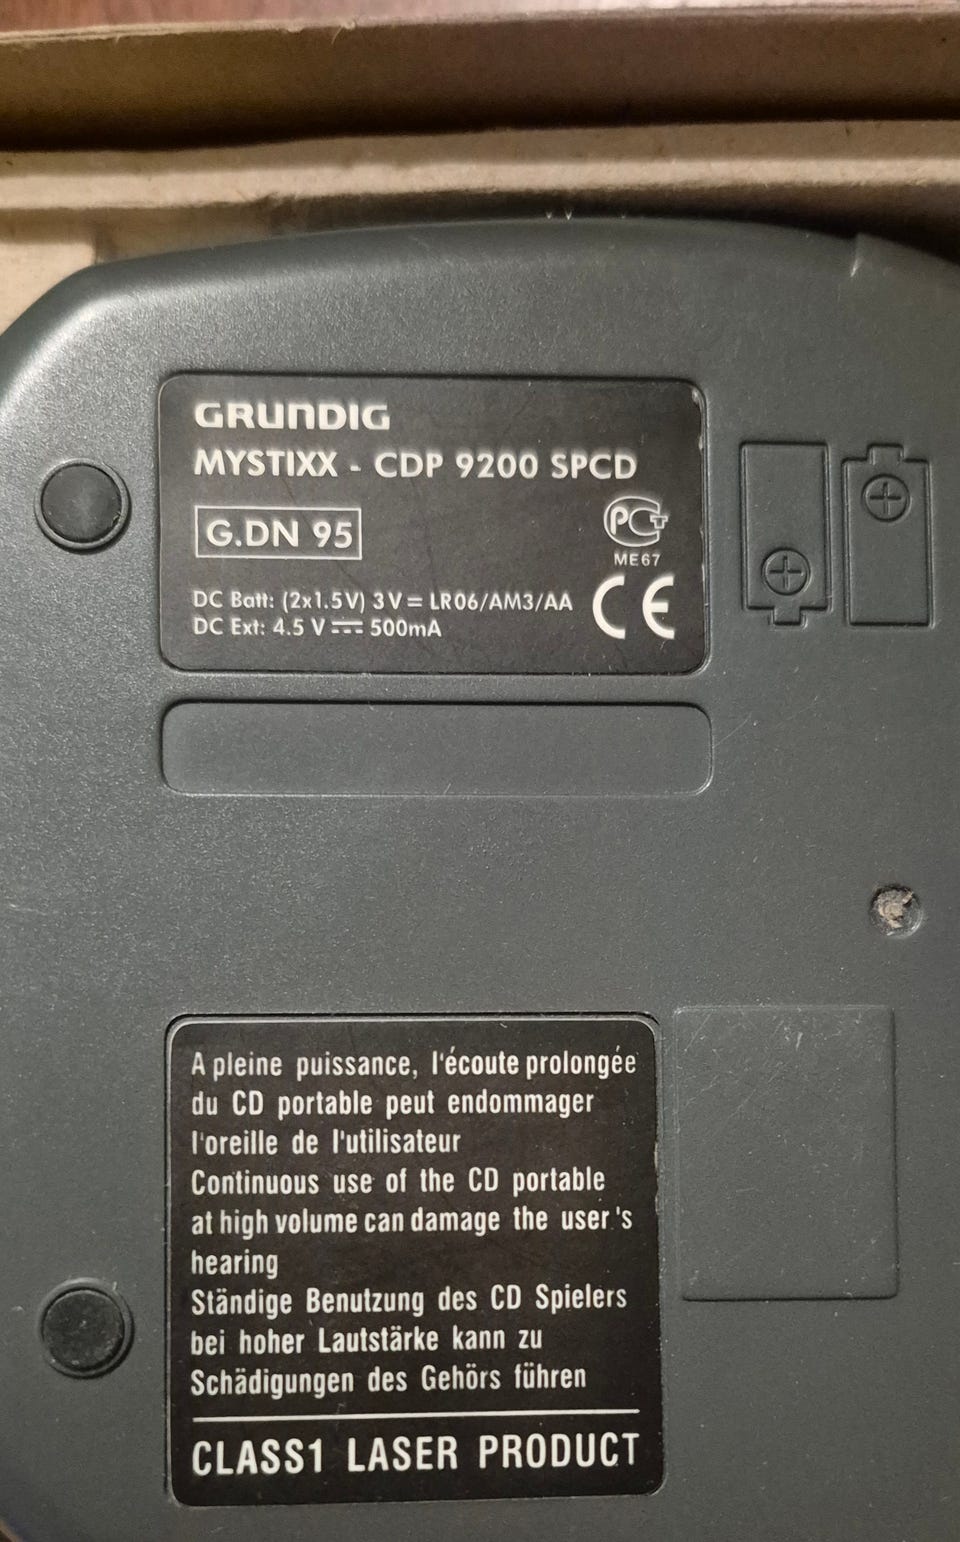 GRUNDIG
MYSTIXX - CDP 9200 SPCD
G.DN 95
PCT
ME67
DC Batt: (2x1.5V) 3V = LR06/AM3/AA
DC Ext: 4.5 V ⎓ 500mA
CE
A pleine puissance, l'écoute prolongée
du CD portable peut endommager
l'oreille de l'utilisateur
Continuous use of the CD portable
at high volume can damage the user's
hearing
Ständige Benutzung des CD Spielers
bei hoher Lautstärke kann zu
Schädigungen des Gehörs führen
CLASS1 LASER PRODUCT